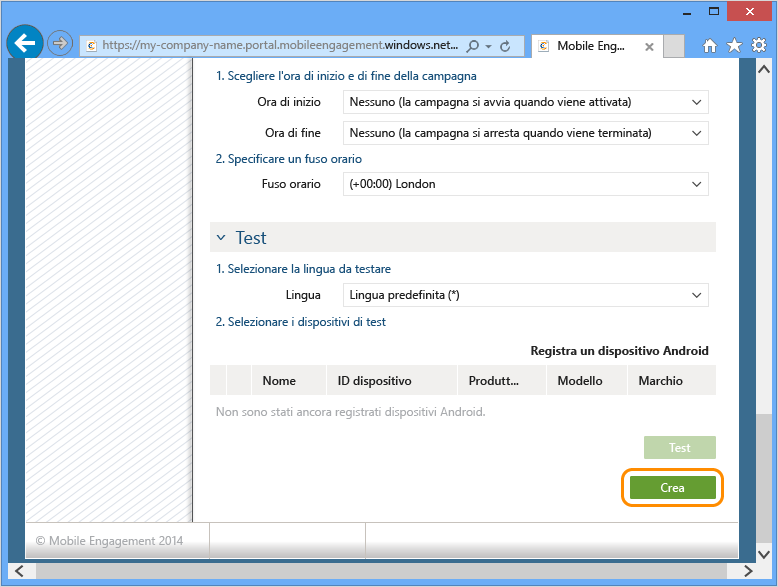 https://my-company-name.portal.mobileengagement.windows.net...
Mobile Eng...
1. Scegliere l'ora di inizio e di fine della campagna
Ora di inizio
Nessuno (la campagna si avvia quando viene attivata)
Ora di fine
Nessuno (la campagna si arresta quando viene terminata)
2. Specificare un fuso orario
Fuso orario
(+00:00) London
Test
1. Selezionare la lingua da testare
Lingua
Lingua predefinita (*)
2. Selezionare i dispositivi di test
Registra un dispositivo Android
Nome ID dispositivo Produtt... Modello Marchio
Non sono stati ancora registrati dispositivi Android.
Test
Crea
© Mobile Engagement 2014